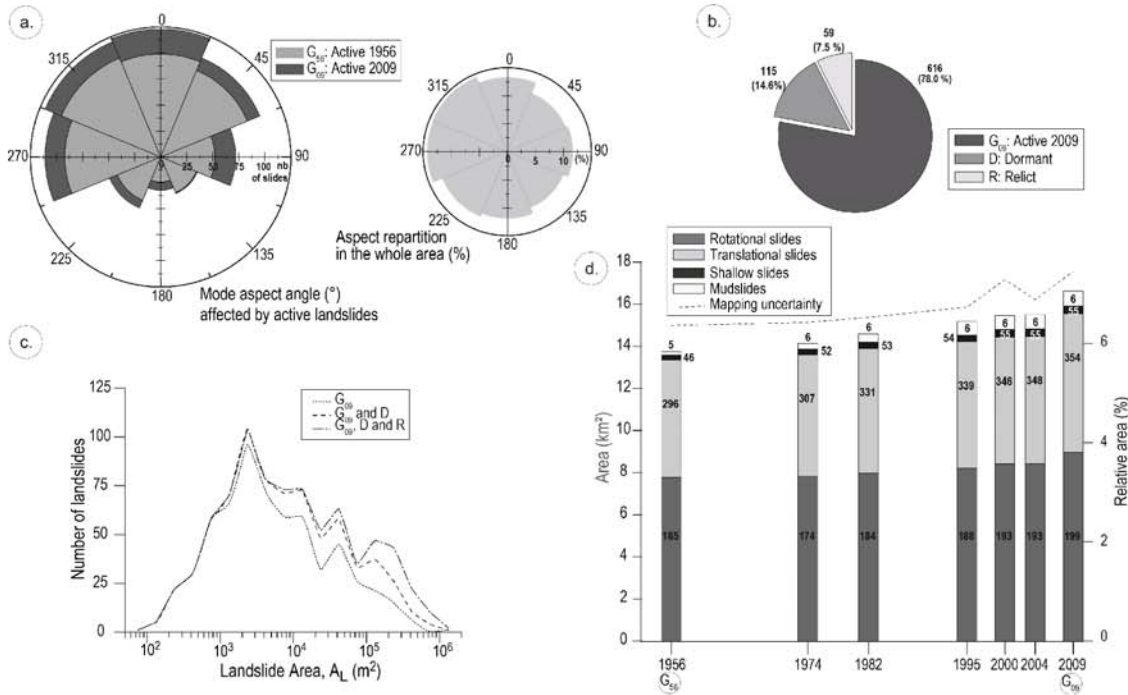 a.
0
45
90
135
180
225
270
315
0
25
50
75
100
nb
of slides
G56: Active 1956
G09: Active 2009
Mode aspect angle (°)
affected by active landslides
0
45
90
135
180
225
270
315
0
5
10
(%)
Aspect repartition
in the whole area (%)
b.
59
(7.5 %)
115
(14.6%)
616
(78.0 %)
G09: Active 2009
D: Dormant
R: Relict
c.
125
100
75
50
25
0
Number of landslides
G09
G09 and D
G09, D and R
10² 10³ 10⁴ 10⁵ 10⁶
Landslide Area, AL (m²)
d.
Rotational slides
Translational slides
Shallow slides
Mudslides
Mapping uncertainty
18
16
14
12
10
8
6
4
2
0
Area (km²)
5 46 296 165
6 52 307 174
6 53 331 184
6 54 339 188
6 55 346 193
6 55 348 193
6 55 354 199
6
4
2
0
Relative area (%)
1956 1974 1982 1995 2000 2004 2009
G56 G09